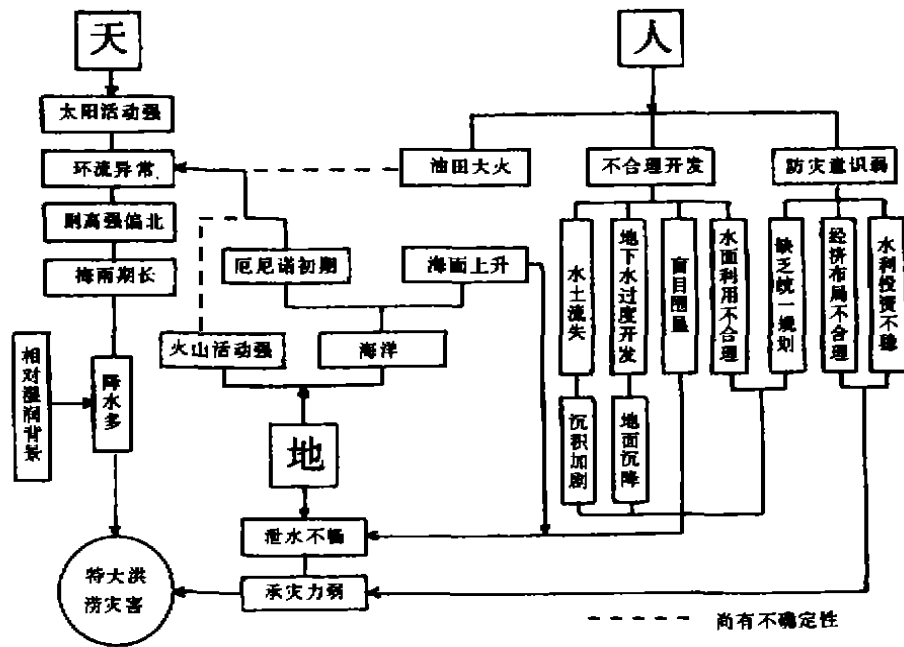 天
人
太阳活动强
环流异常
油田大火
不合理开发
防灾意识弱
副高强偏北
厄尼诺初期
海面上升
梅雨期长
火山活动强
海洋
水土流失
地下水过度开发
盲目围垦
水面利用不合理
缺乏统一规划
经济布局不合理
水利投资不稳
相对湿润背景
降水多
沉积加剧
地面沉降
地
泄水不畅
特大洪
涝灾害
承灾力弱
尚有不确定性